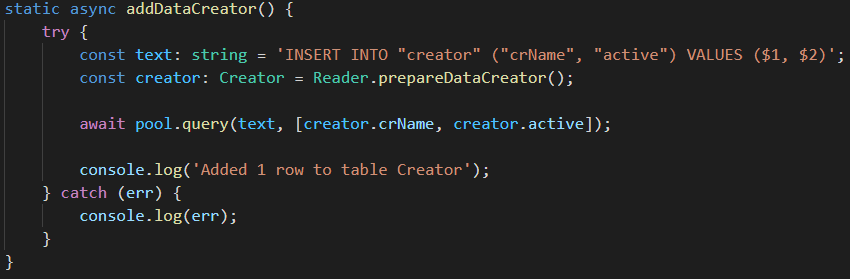 static async addDataCreator() {
    try {
        const text: string = 'INSERT INTO "creator" ("crName", "active") VALUES ($1, $2)';
        const creator: Creator = Reader.prepareDataCreator();

        await pool.query(text, [creator.crName, creator.active]);

        console.log('Added 1 row to table Creator');
    } catch (err) {
        console.log(err);
    }
}